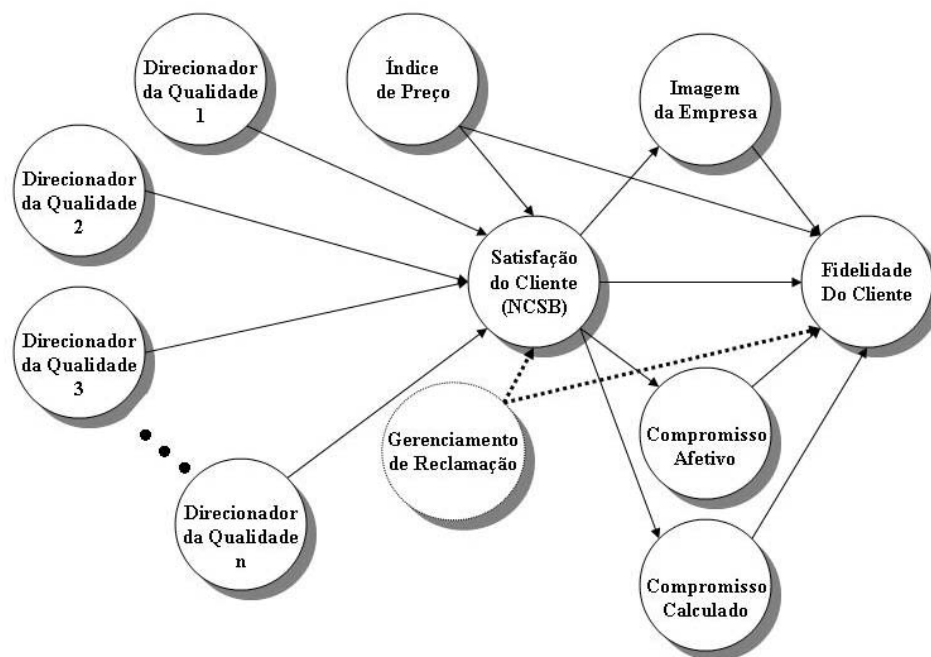 Direcionador
da Qualidade
1
Índice
de Preço
Imagem
da Empresa
Direcionador
da Qualidade
2
Satisfação
do Cliente
(NCSB)
Fidelidade
Do Cliente
Direcionador
da Qualidade
3
Gerenciamento
de Reclamação
Compromisso
Afetivo
Direcionador
da Qualidade
n
Compromisso
Calculado